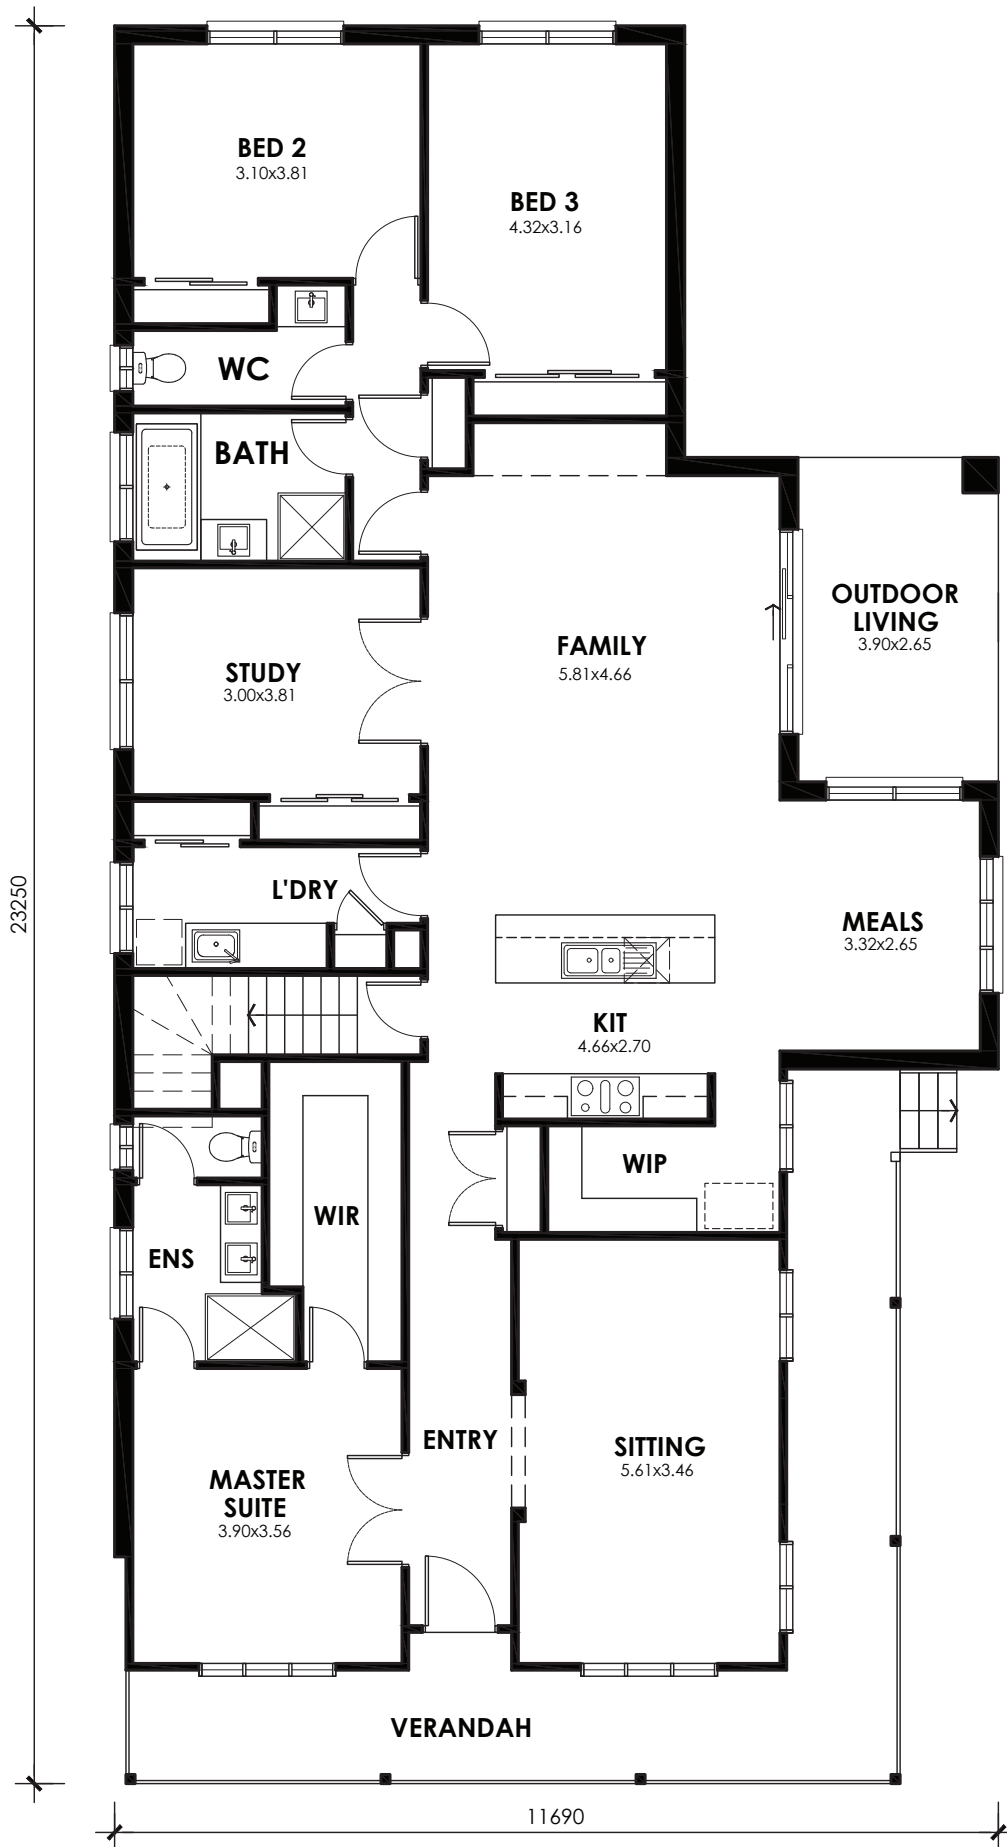 BED 2
3.10x3.81
BED 3
4.32x3.16
WC
BATH
OUTDOOR
LIVING
3.90x2.65
FAMILY
5.81x4.66
STUDY
3.00x3.81
L'DRY
23250
MEALS
3.32x2.65
KIT
4.66x2.70
WIP
WIR
ENS
ENTRY
SITTING
5.61x3.46
MASTER
SUITE
3.90x3.56
VERANDAH
11690